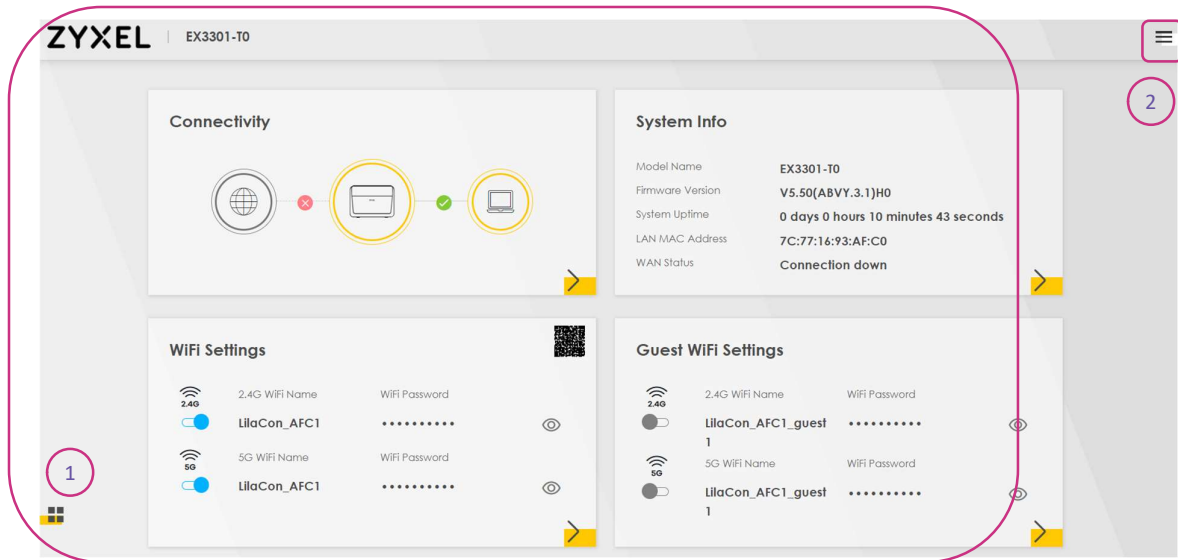 ZYXEL EX3301-T0
2
Connectivity
System Info
Model Name EX3301-T0
Firmware Version V5.50(ABVY.3.1)H0
System Uptime 0 days 0 hours 10 minutes 43 seconds
LAN MAC Address 7C:77:16:93:AF:C0
WAN Status Connection down
WiFi Settings
2.4G 2.4G WiFi Name WiFi Password
LilaCon_AFC1 ••••••••••
5G 5G WiFi Name WiFi Password
LilaCon_AFC1 ••••••••••
Guest WiFi Settings
2.4G 2.4G WiFi Name WiFi Password
LilaCon_AFC1_guest ••••••••••
1
5G 5G WiFi Name WiFi Password
LilaCon_AFC1_guest ••••••••••
1
1